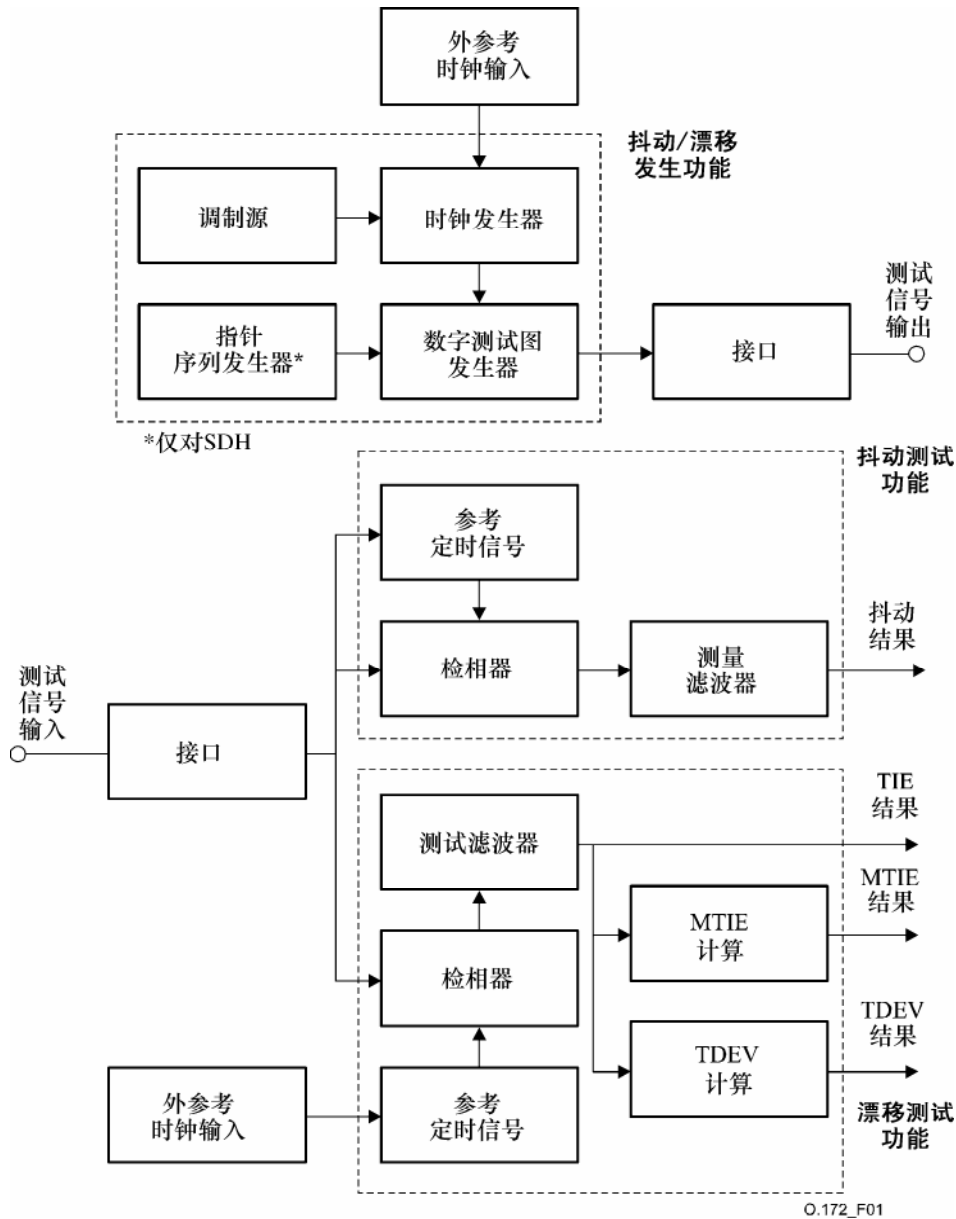 外参考
时钟输入
抖动/漂移
发生功能
调制源
时钟发生器
测试
信号
输出
指针
序列发生器*
数字测试图
发生器
接口
*仅对SDH
抖动测试
功能
参考
定时信号
抖动
结果
检相器
测量
滤波器
测试
信号
输入
接口
TIE
结果
测试滤波器
MTIE
结果
MTIE
计算
检相器
TDEV
结果
TDEV
计算
外参考
时钟输入
参考
定时信号
漂移测试
功能
O.172_F01